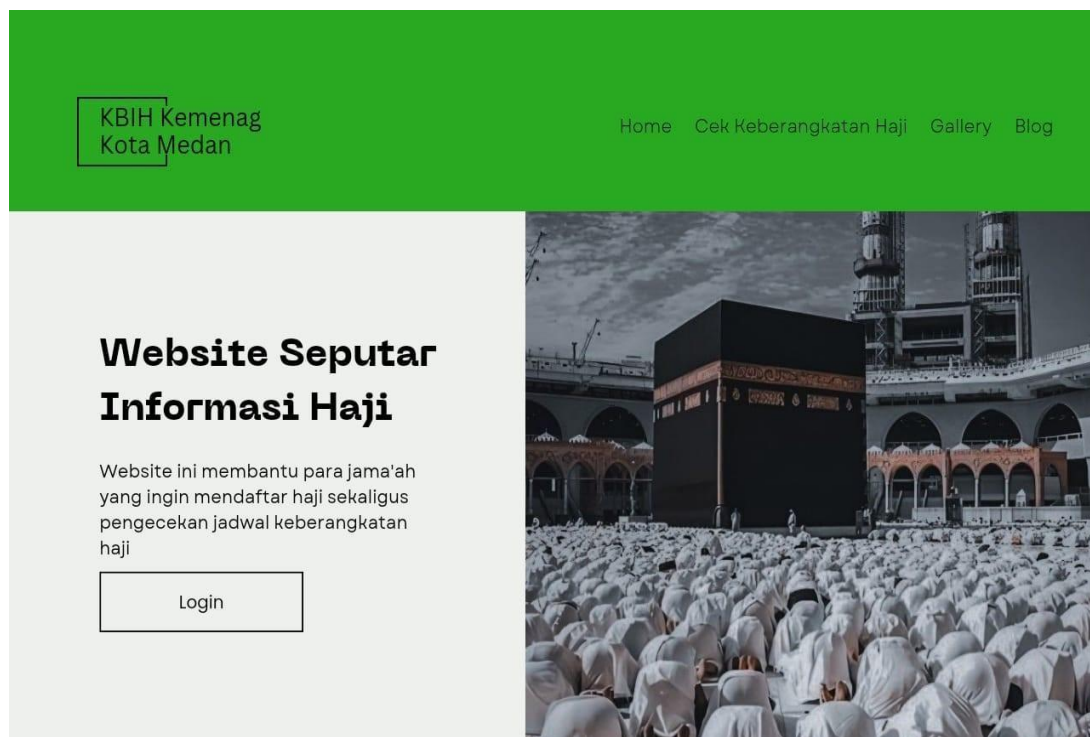 KBIH Kemenag
Kota Medan
Home Cek Keberangkatan Haji Gallery Blog
Website Seputar
Informasi Haji
Website ini membantu para jama'ah
yang ingin mendaftar haji sekaligus
pengecekan jadwal keberangkatan
haji
Login